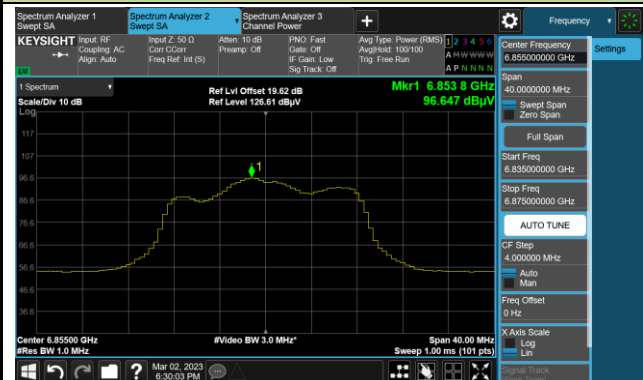 Spectrum Analyzer 1
Swept SA
Spectrum Analyzer 2
Swept SA
Spectrum Analyzer 3
Channel Power
Frequency
KEYSIGHT
Input: RF
Coupling: AC
Align: Auto
Input Z: 50 Ω
Corr CCorr
Freq Ref: Int (S)
Atten: 10 dB
Preamp: Off
PNO: Fast
Gate: Off
IF Gain: Low
Sig Track: Off
Avg Type: Power (RMS)
Avg|Hold: 100/100
Trig: Free Run
1 2 3 4 5 6
A M W W W W
A P N N N N
LXI
1 Spectrum
Scale/Div 10 dB
Log
Ref Lvl Offset 19.62 dB
Ref Level 126.61 dBµV
Mkr1 6.853 8 GHz
96.647 dBµV
117
107
96.6
86.6
76.6
66.6
56.6
46.6
36.6
1
Center 6.85500 GHz
#Res BW 1.0 MHz
#Video BW 3.0 MHz*
Span 40.00 MHz
Sweep 1.00 ms (101 pts)
Mar 02, 2023
6:30:03 PM
Center Frequency
6.855000000 GHz
Settings
Span
40.0000000 MHz
Swept Span
Zero Span
Full Span
Start Freq
6.835000000 GHz
Stop Freq
6.875000000 GHz
AUTO TUNE
CF Step
4.000000 MHz
Auto
Man
Freq Offset
0 Hz
X Axis Scale
Log
Lin
Signal Track